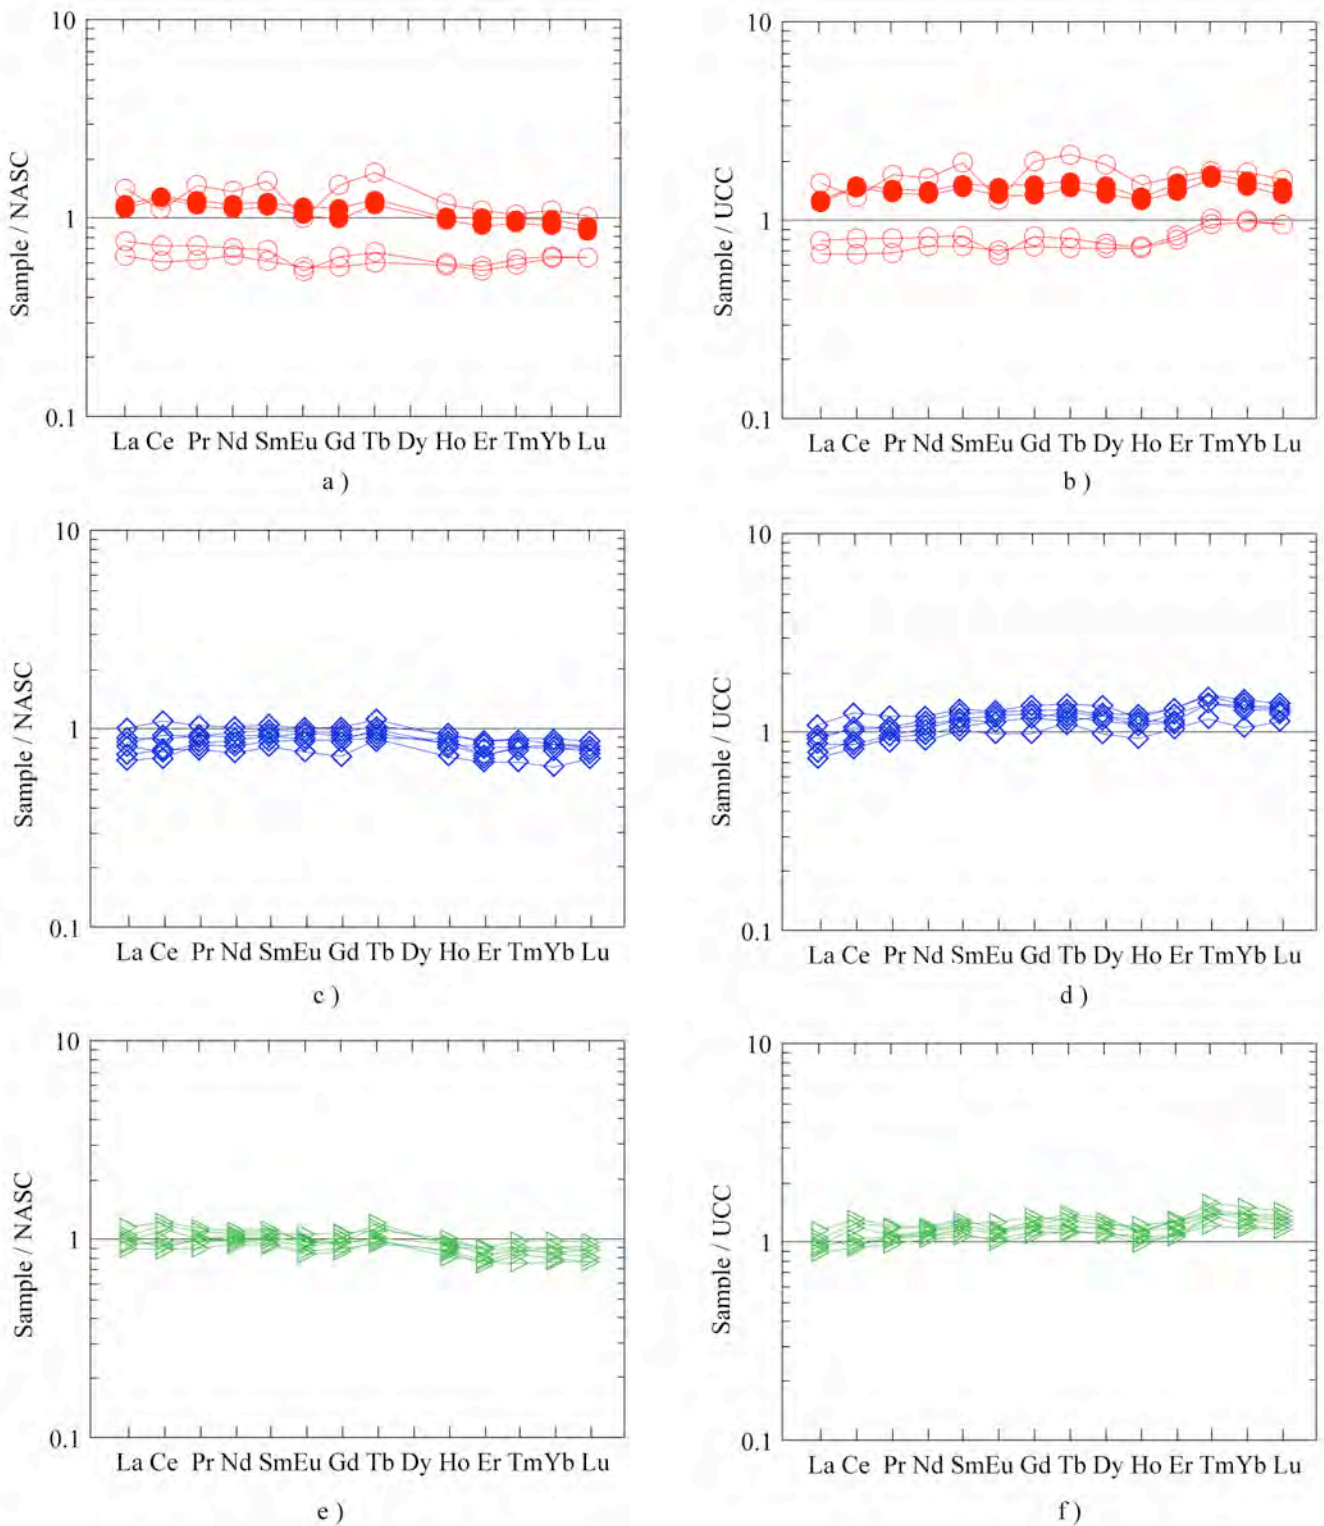 10
1
0.1
Sample / NASC
La Ce Pr Nd SmEu Gd Tb Dy Ho Er TmYb Lu
a )
10
1
0.1
Sample / UCC
La Ce Pr Nd SmEu Gd Tb Dy Ho Er TmYb Lu
b )
10
1
0.1
Sample / NASC
La Ce Pr Nd SmEu Gd Tb Dy Ho Er TmYb Lu
c )
10
1
0.1
Sample / UCC
La Ce Pr Nd SmEu Gd Tb Dy Ho Er TmYb Lu
d )
10
1
0.1
Sample / NASC
La Ce Pr Nd SmEu Gd Tb Dy Ho Er TmYb Lu
e )
10
1
0.1
Sample / UCC
La Ce Pr Nd SmEu Gd Tb Dy Ho Er TmYb Lu
f )